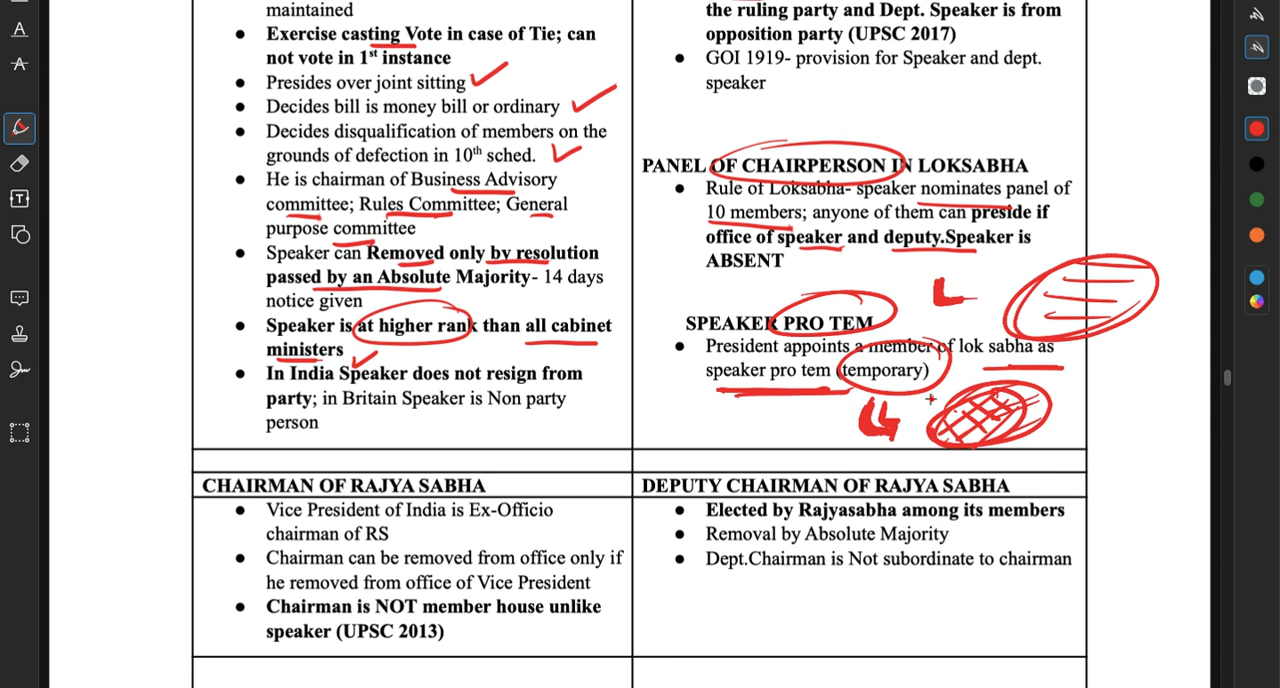 maintained
Exercise casting Vote in case of Tie; can
not vote in 1st instance
Presides over joint sitting
Decides bill is money bill or ordinary
Decides disqualification of members on the
grounds of defection in 10th sched.
He is chairman of Business Advisory
committee; Rules Committee; General
purpose committee
Speaker can Removed only by resolution
passed by an Absolute Majority- 14 days
notice given
Speaker is at higher rank than all cabinet
ministers
In India Speaker does not resign from
party; in Britain Speaker is Non party
person
the ruling party and Dept. Speaker is from
opposition party (UPSC 2017)
GOI 1919- provision for Speaker and dept.
speaker
PANEL OF CHAIRPERSON IN LOKSABHA
Rule of Loksabha- speaker nominates panel of
10 members; anyone of them can preside if
office of speaker and deputy.Speaker is
ABSENT
SPEAKER PRO TEM
President appoints a member of lok sabha as
speaker pro tem (temporary)
CHAIRMAN OF RAJYA SABHA
Vice President of India is Ex-Officio
chairman of RS
Chairman can be removed from office only if
he removed from office of Vice President
Chairman is NOT member house unlike
speaker (UPSC 2013)
DEPUTY CHAIRMAN OF RAJYA SABHA
Elected by Rajyasabha among its members
Removal by Absolute Majority
Dept.Chairman is Not subordinate to chairman